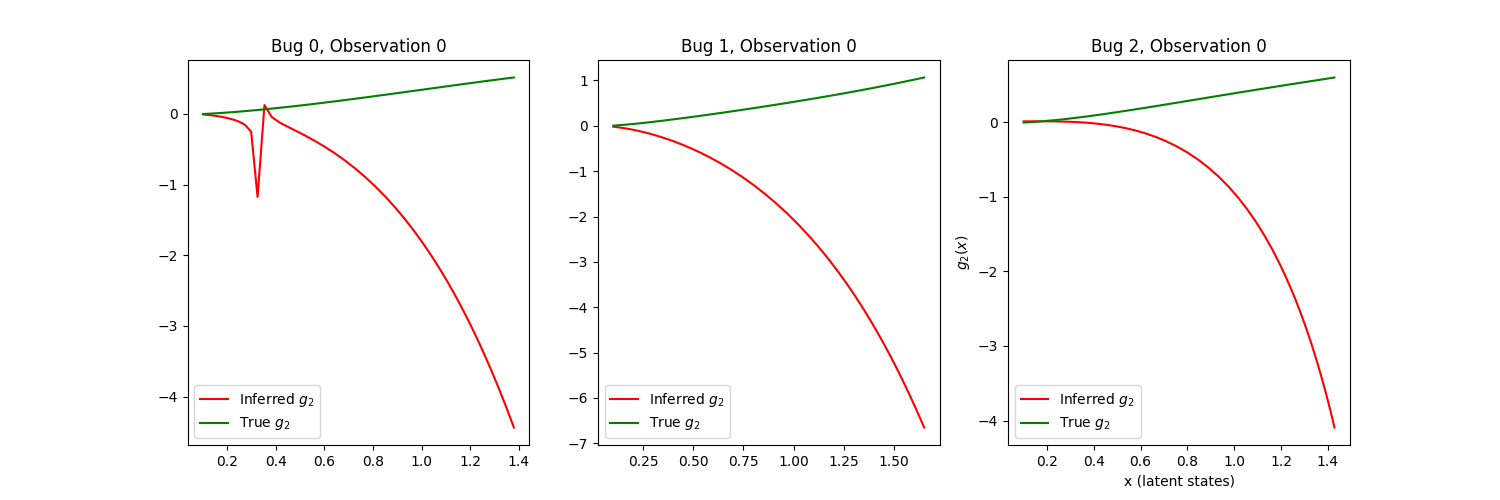 Bug 0, Observation 0
0
−1
−2
−3
−4
Inferred g₂
True g₂
0.2 0.4 0.6 0.8 1.0 1.2 1.4
Bug 1, Observation 0
1
0
−1
−2
−3
−4
−5
−6
−7
Inferred g₂
True g₂
0.25 0.50 0.75 1.00 1.25 1.50
Bug 2, Observation 0
g₂(x)
0
−1
−2
−3
−4
Inferred g₂
True g₂
0.2 0.4 0.6 0.8 1.0 1.2 1.4
x (latent states)